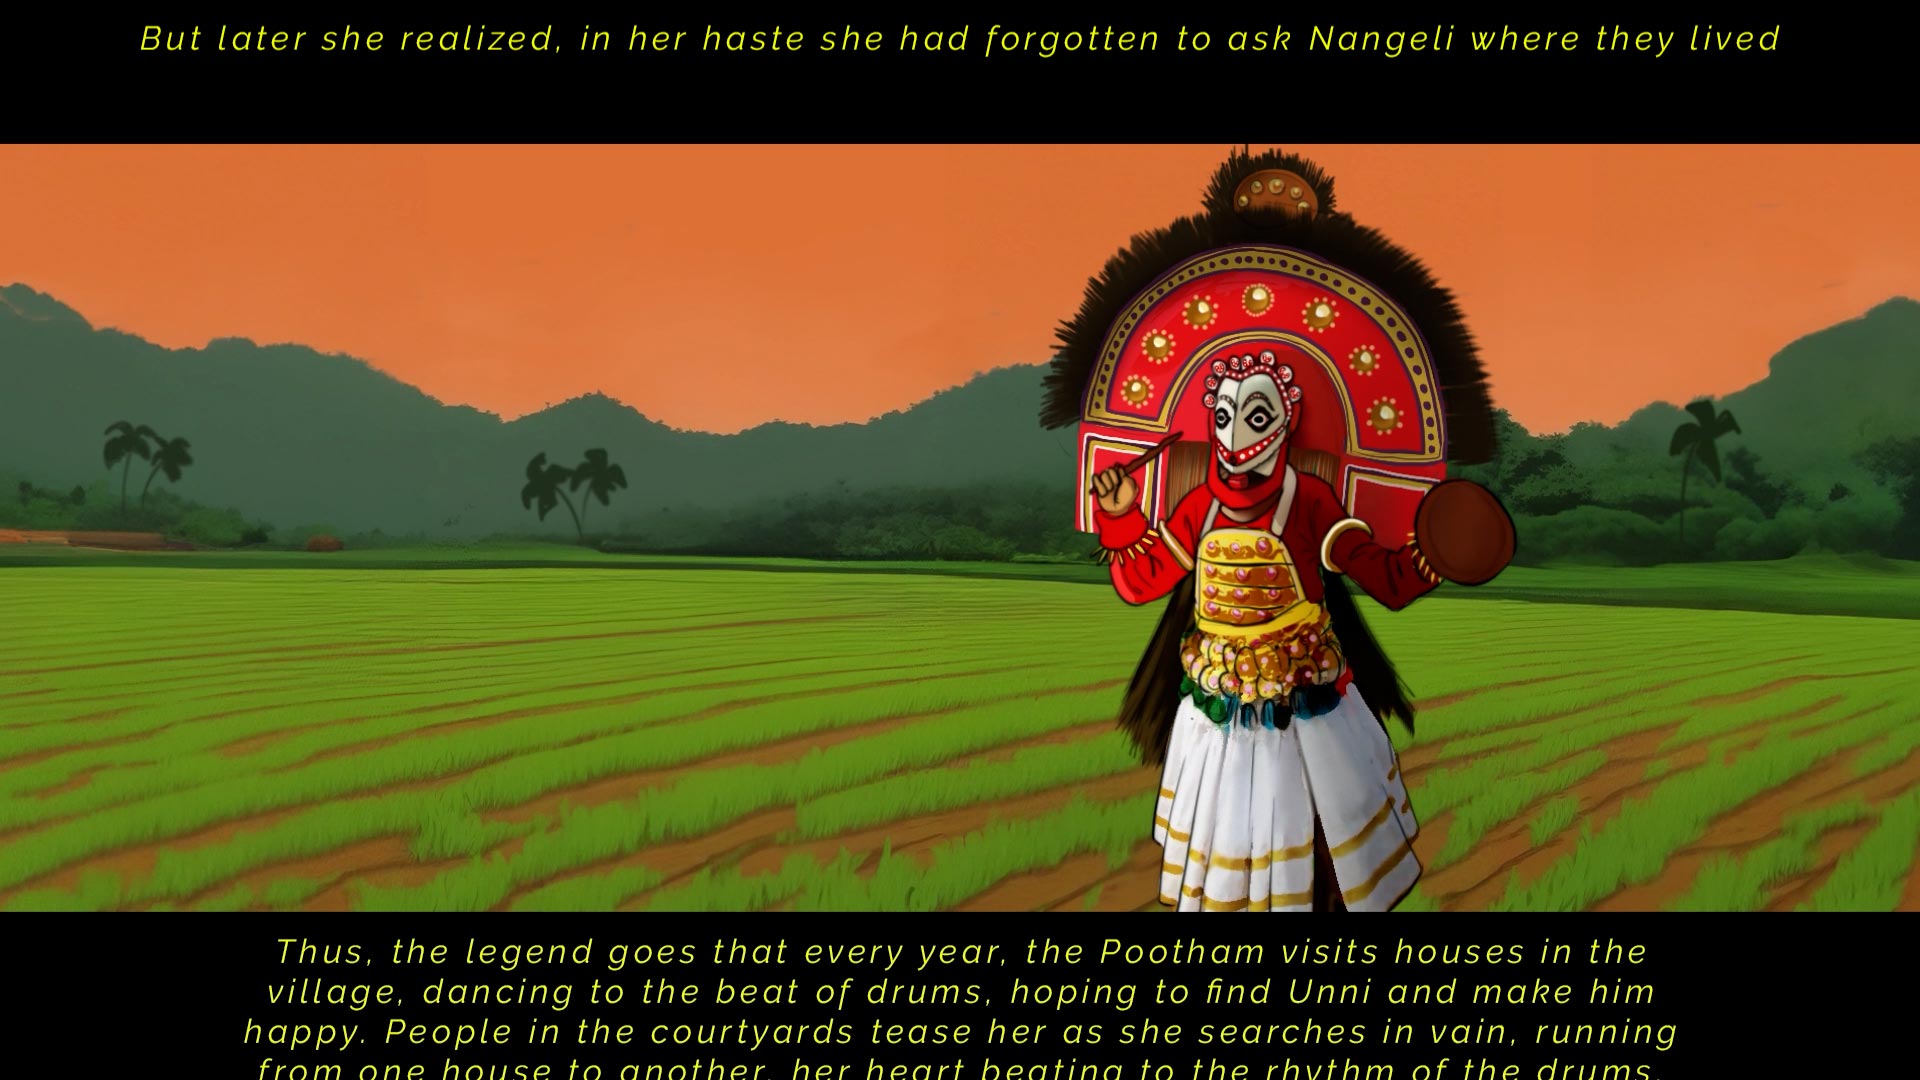 But later she realized, in her haste she had forgotten to ask Nangeli where they lived
Thus, the legend goes that every year, the Pootham visits houses in the
village, dancing to the beat of drums, hoping to find Unni and make him
happy. People in the courtyards tease her as she searches in vain, running
from one house to another, her heart beating to the rhythm of the drums.